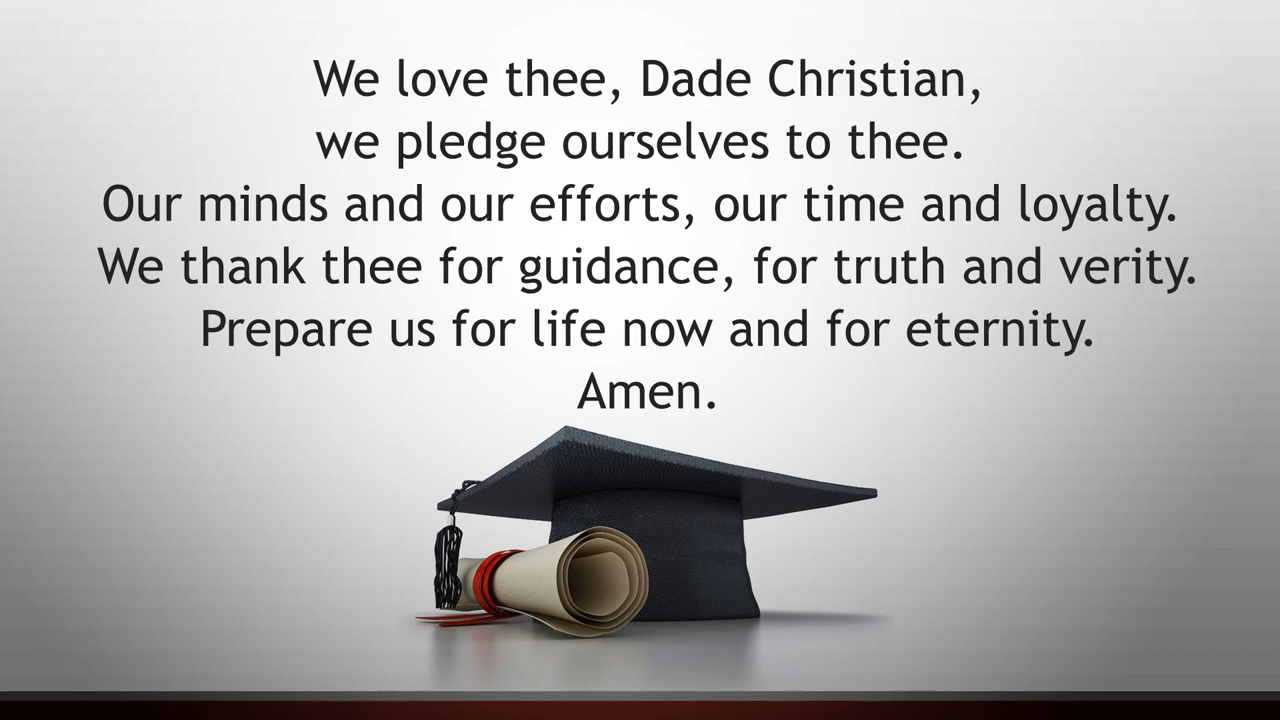 We love thee, Dade Christian,
we pledge ourselves to thee.
Our minds and our efforts, our time and loyalty.
We thank thee for guidance, for truth and verity.
Prepare us for life now and for eternity.
Amen.